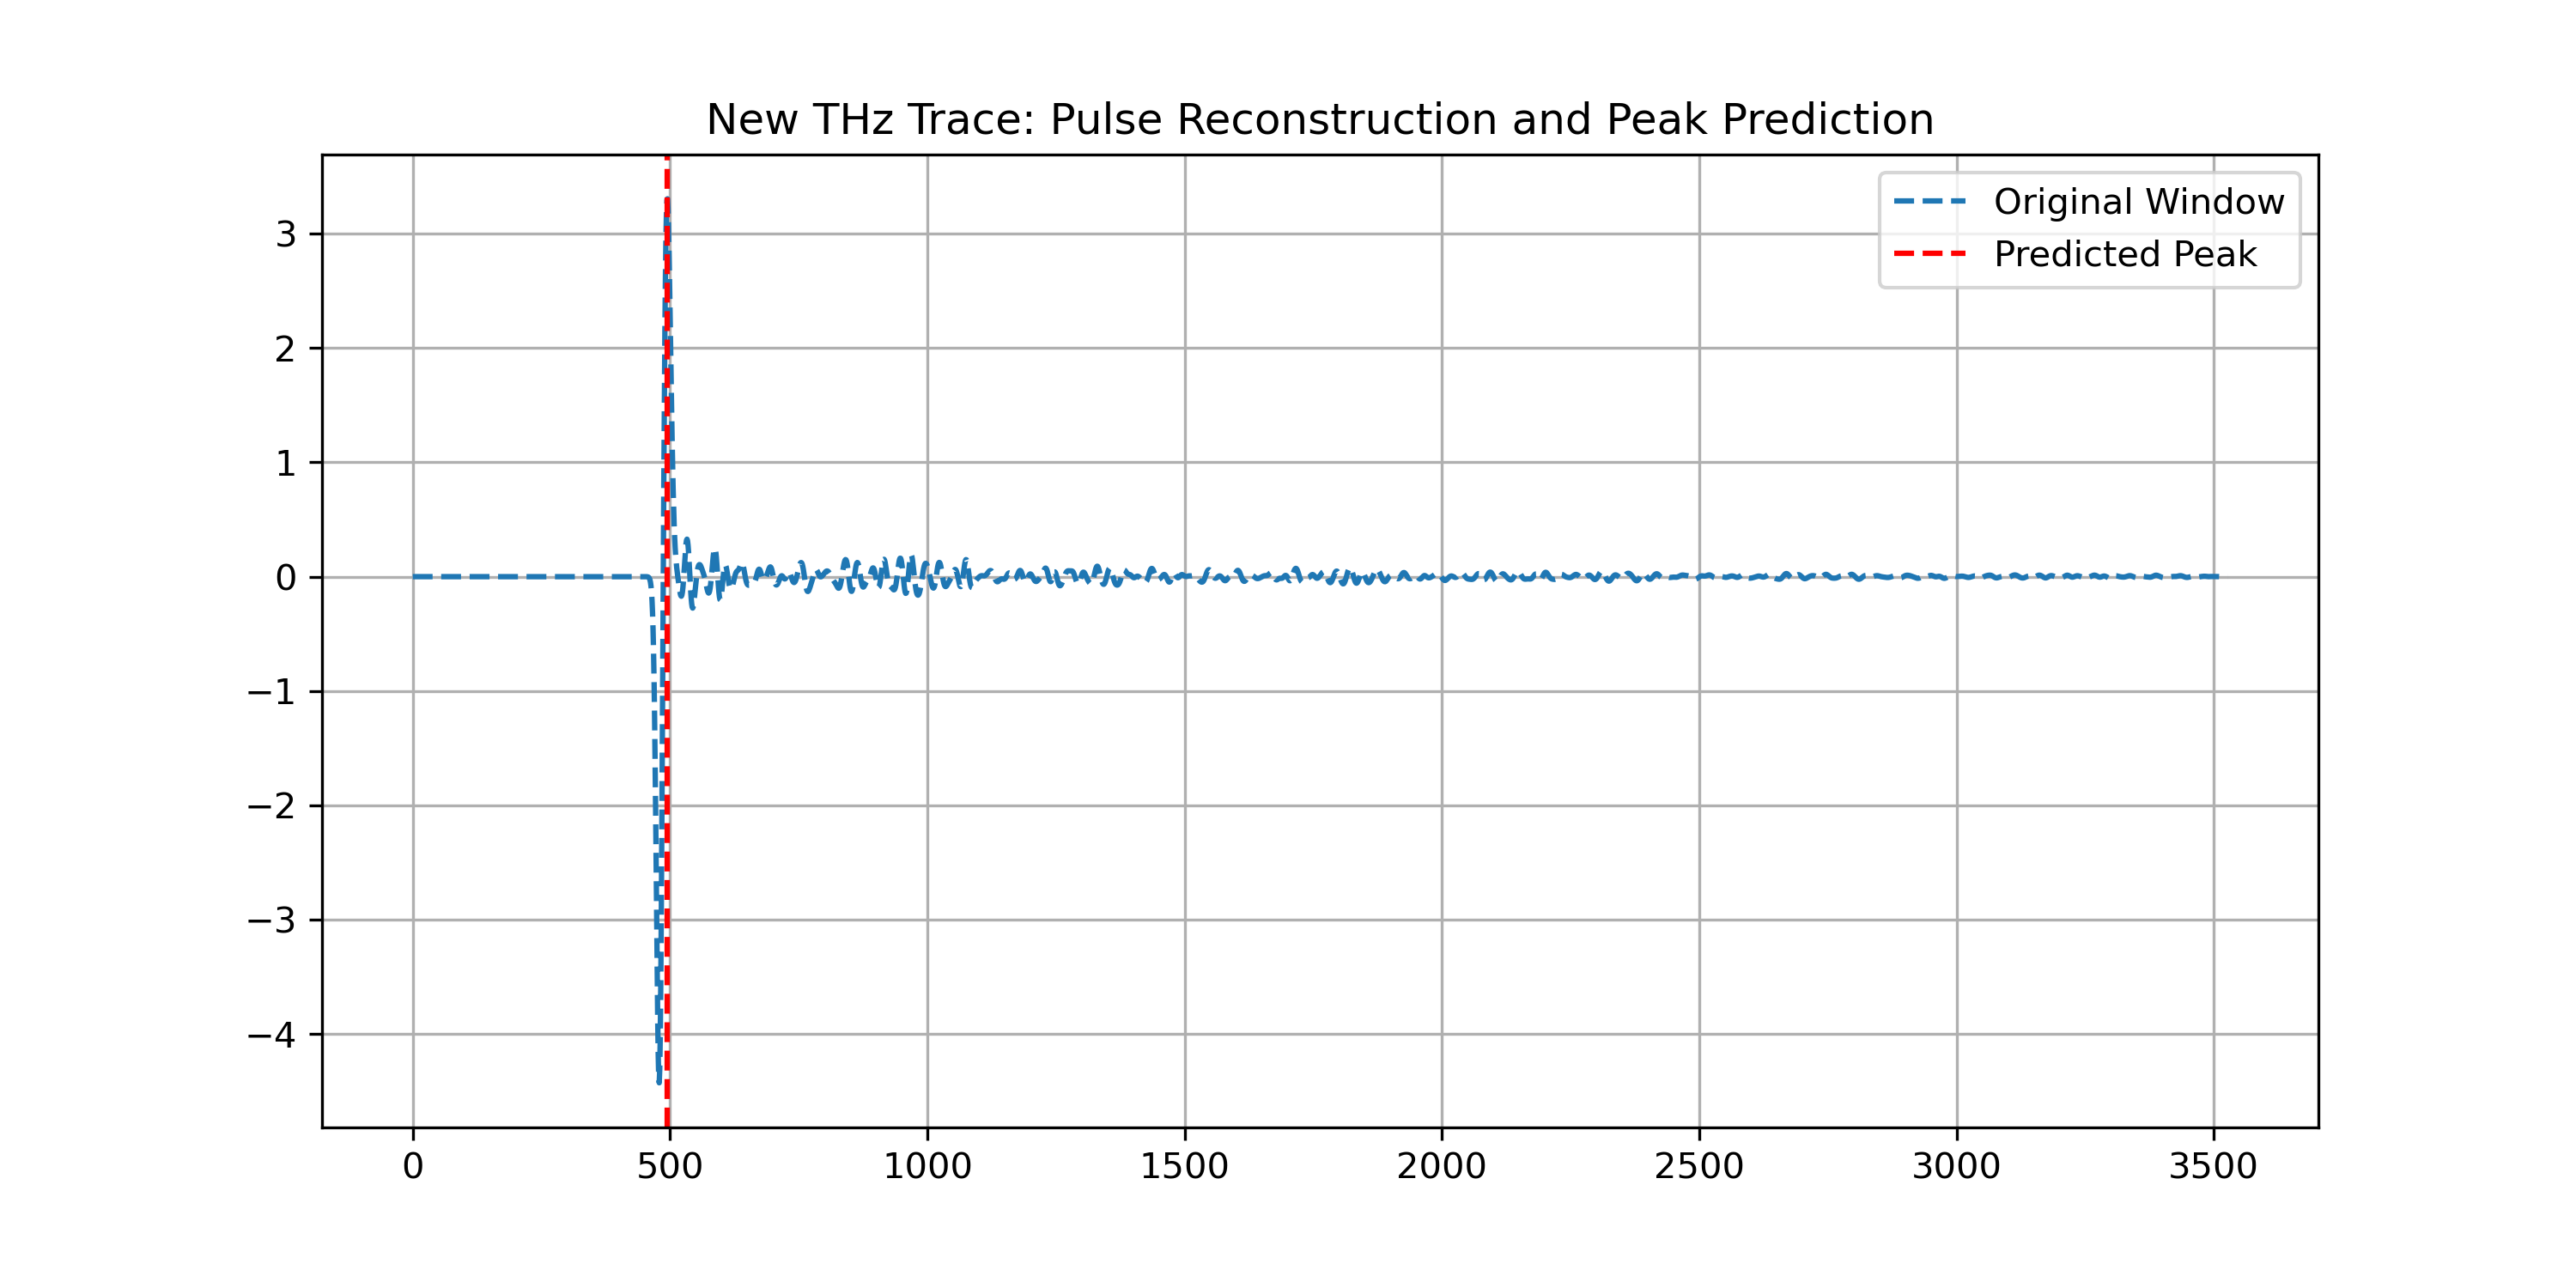 New THz Trace: Pulse Reconstruction and Peak Prediction
Original Window
Predicted Peak
3
2
1
0
−1
−2
−3
−4
0 500 1000 1500 2000 2500 3000 3500